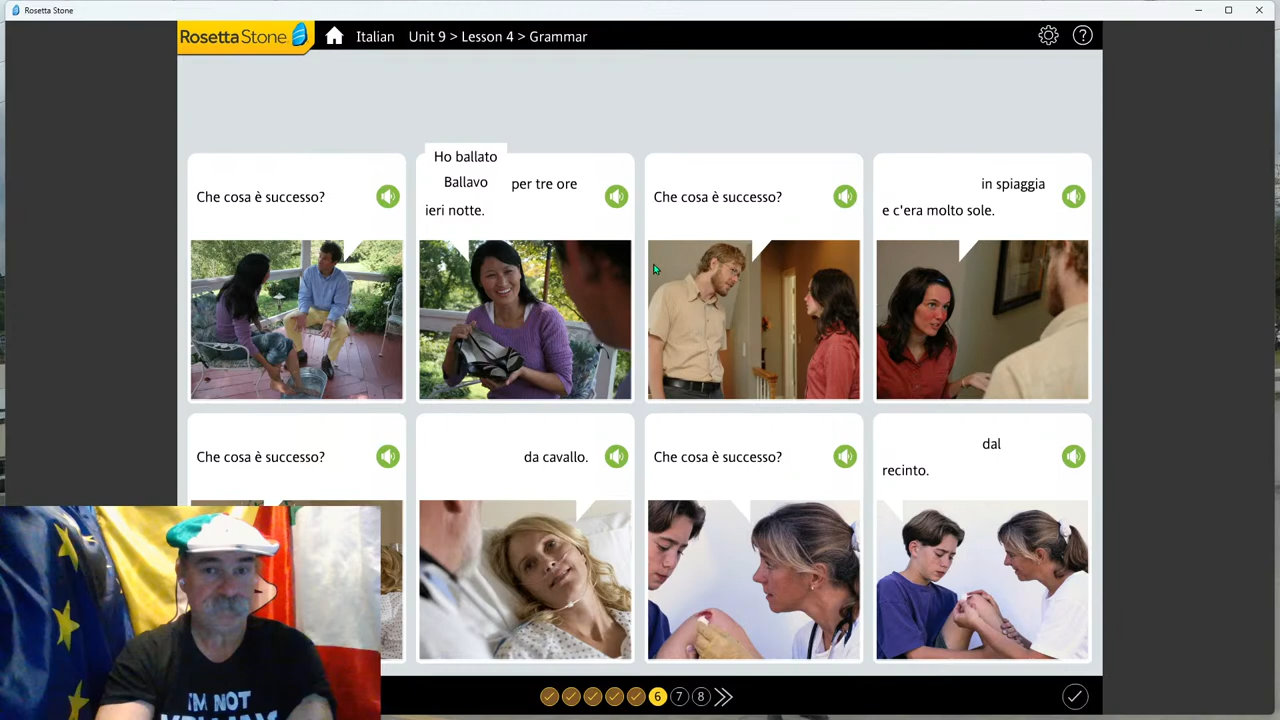 Rosetta Stone
RosettaStone
Italian Unit 9 > Lesson 4 > Grammar
Che cosa è successo?
Ho ballato
Ballavo
per tre ore
ieri notte.
Che cosa è successo?
in spiaggia
e c'era molto sole.
Che cosa è successo?
da cavallo.
Che cosa è successo?
dal
recinto.
I'M NOT
6 7 8